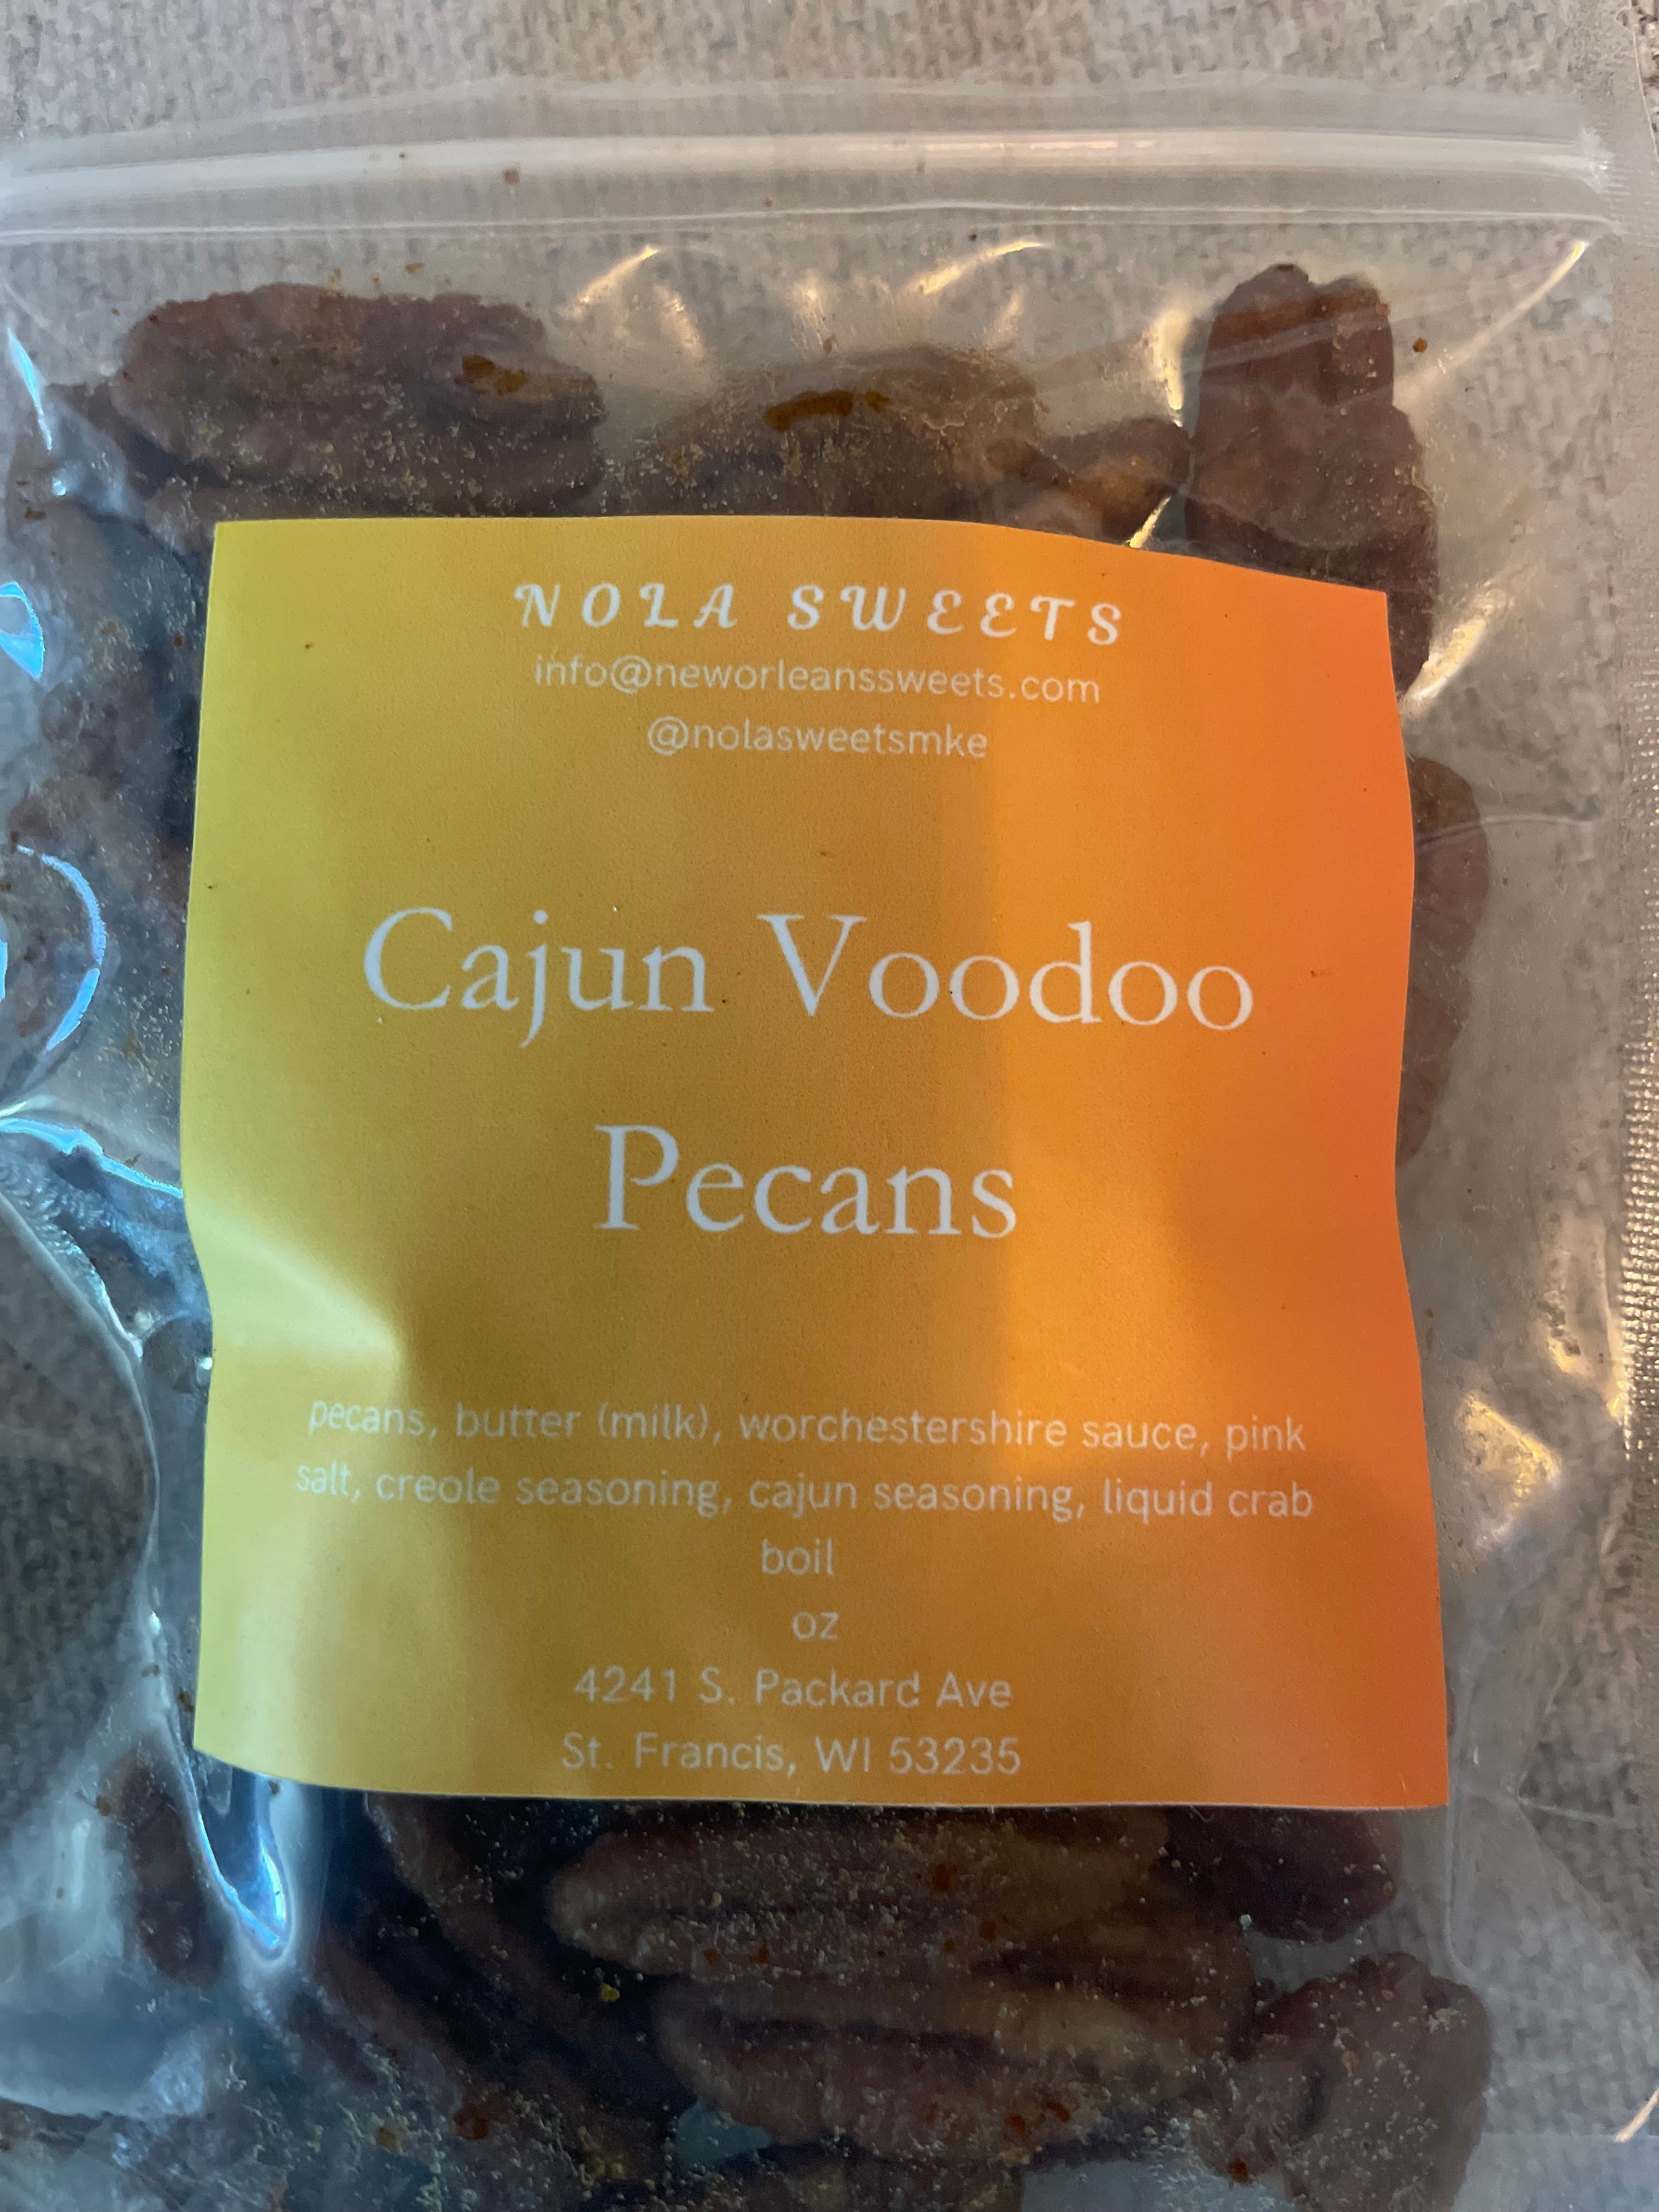 NOLA SWEETS
info@neworleanssweets.com
@nolasweetsmke
Cajun Voodoo
Pecans
pecans, butter (milk), worchestershire sauce, pink
salt, creole seasoning, cajun seasoning, liquid crab
boil
oz
4241 S. Packard Ave
St. Francis, WI 53235